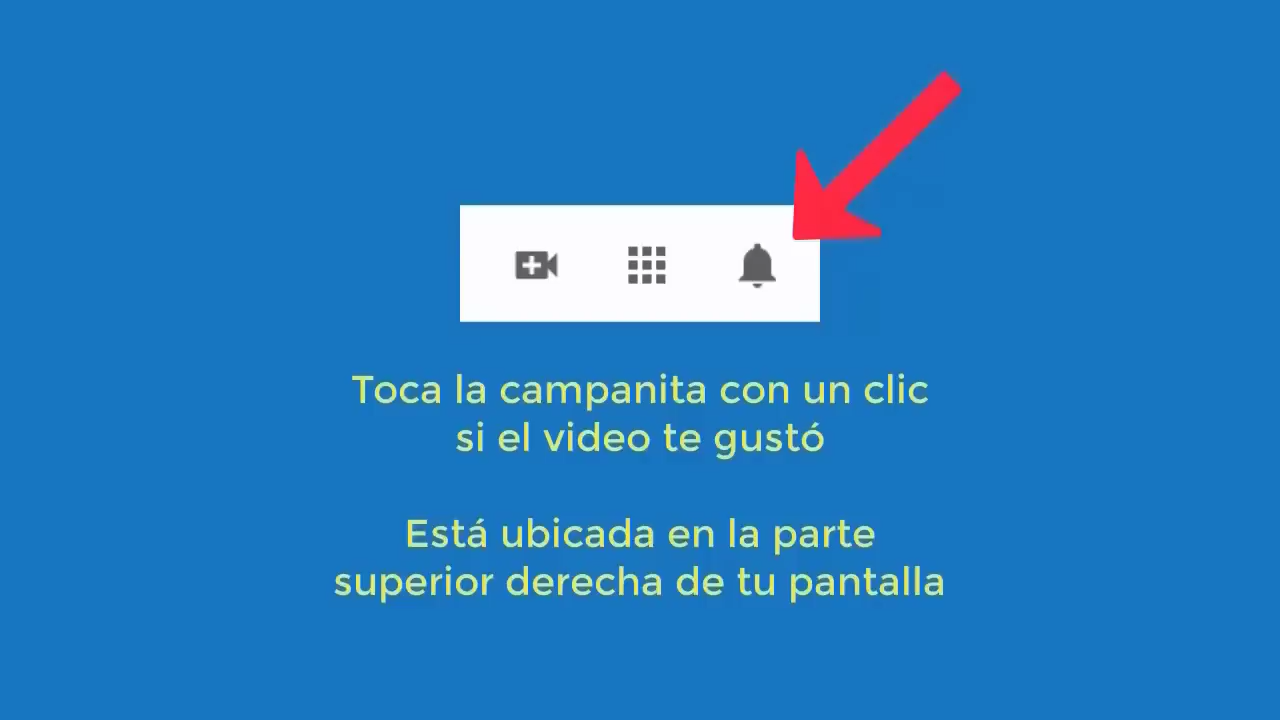 Toca la campanita con un clic
si el video te gustó
Está ubicada en la parte
superior derecha de tu pantalla